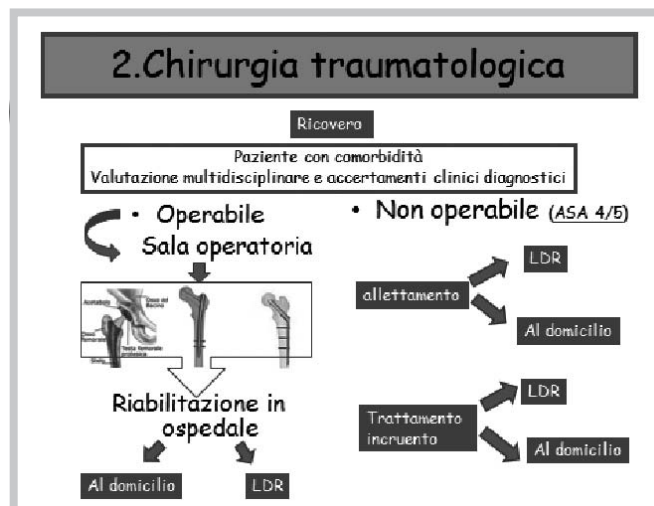 2.Chirurgia traumatologica
Ricovero
Paziente con comorbidità
Valutazione multidisciplinare e accertamenti clinici diagnostici
• Operabile
Sala operatoria
Riabilitazione in
ospedale
Al domicilio
LDR
• Non operabile (ASA 4/5)
allettamento
LDR
Al domicilio
Trattamento
incruento
LDR
Al domicilio